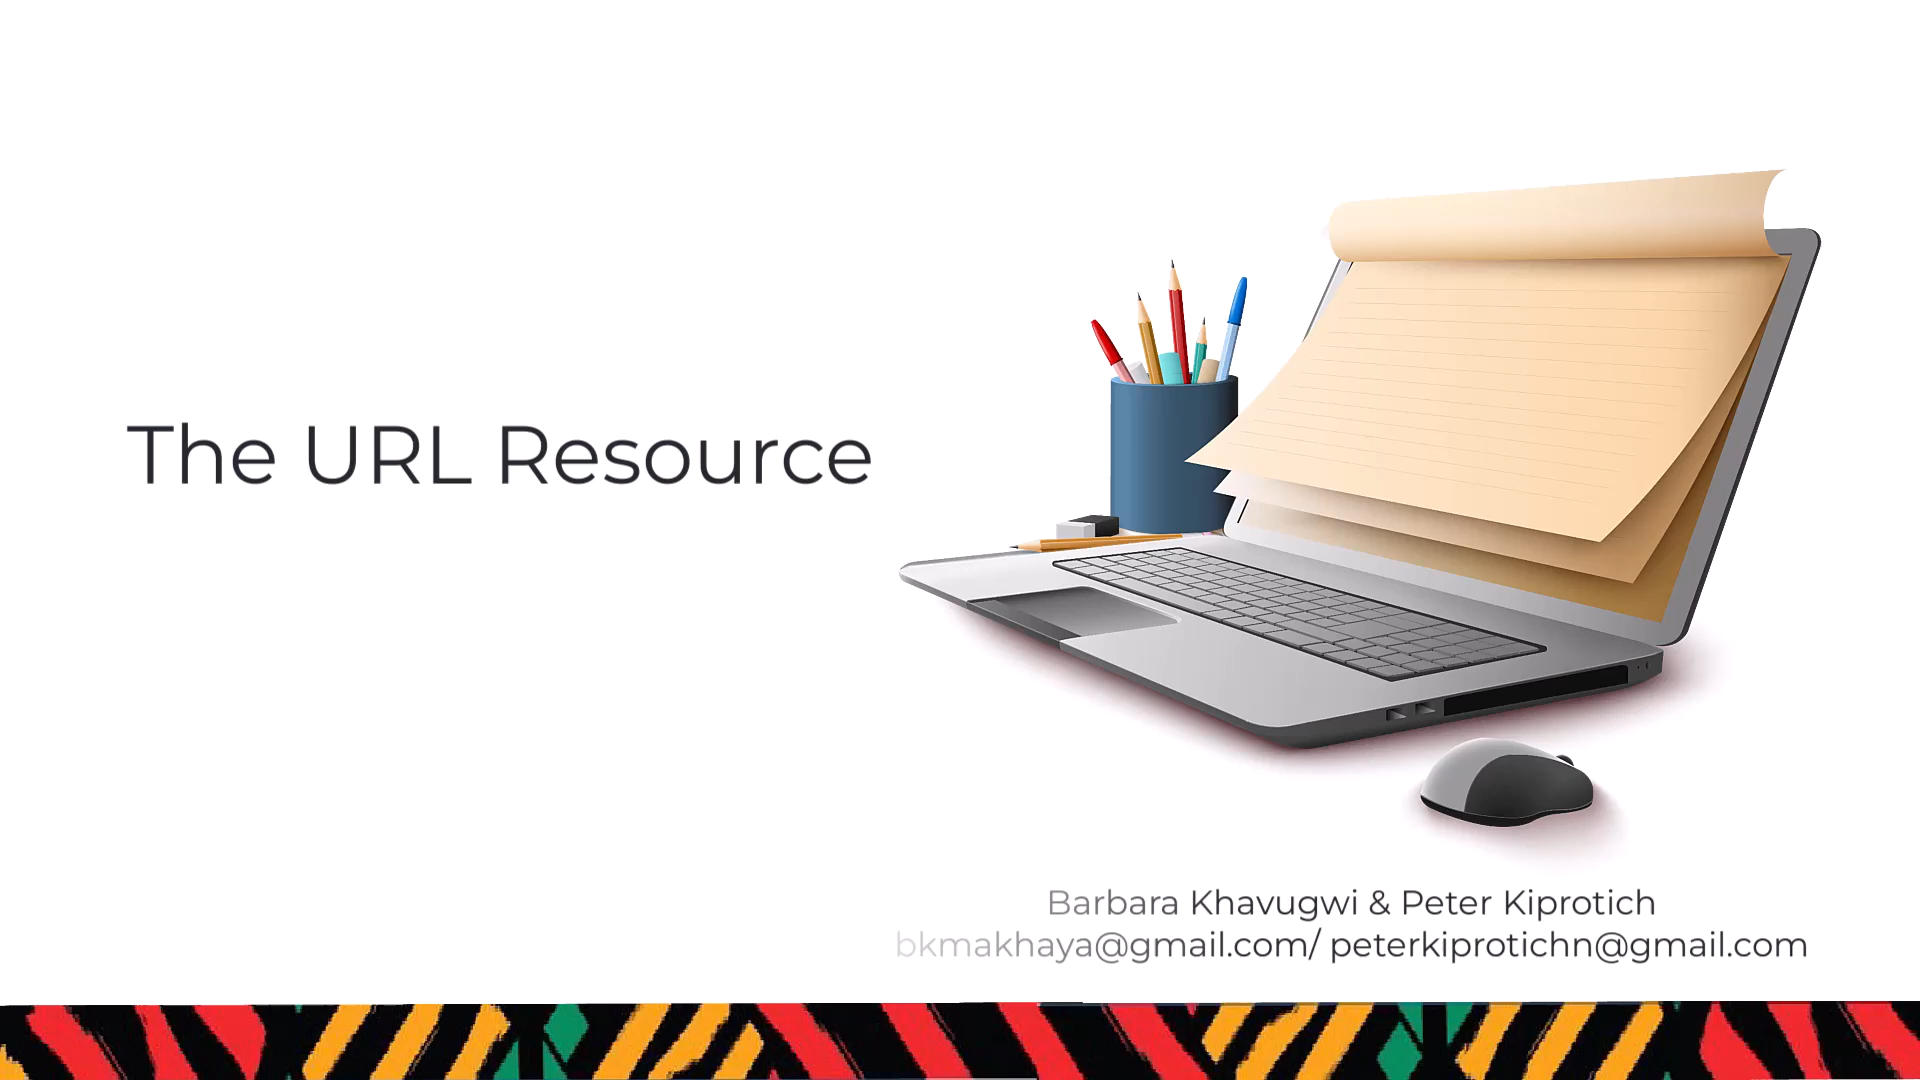 The URL Resource
Barbara Khavugwi & Peter Kiprotich
bkmakhaya@gmail.com/ peterkiprotichn@gmail.com